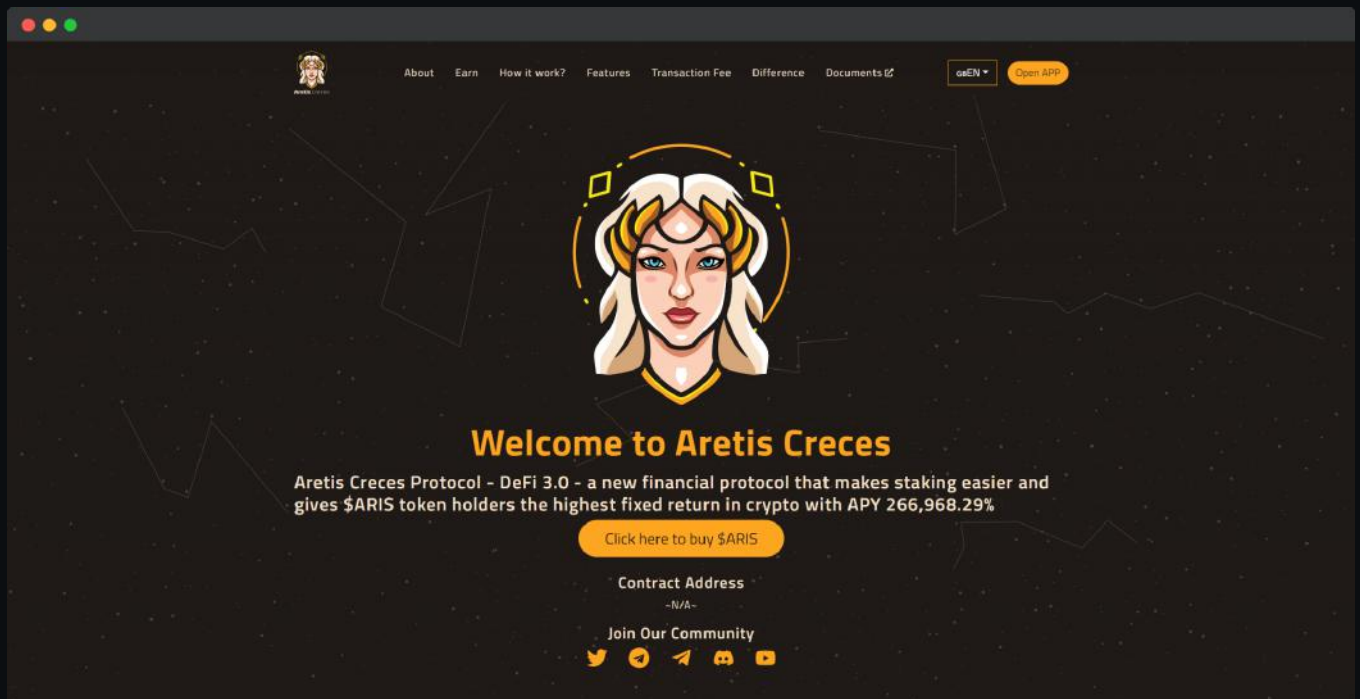 About Earn How it work? Features Transaction Fee Difference Documents GBEN Open APP
Welcome to Aretis Creces
Aretis Creces Protocol - DeFi 3.0 - a new financial protocol that makes staking easier and
gives $ARIS token holders the highest fixed return in crypto with APY 266,968.29%
Click here to buy $ARIS
Contract Address
~N/A~
Join Our Community